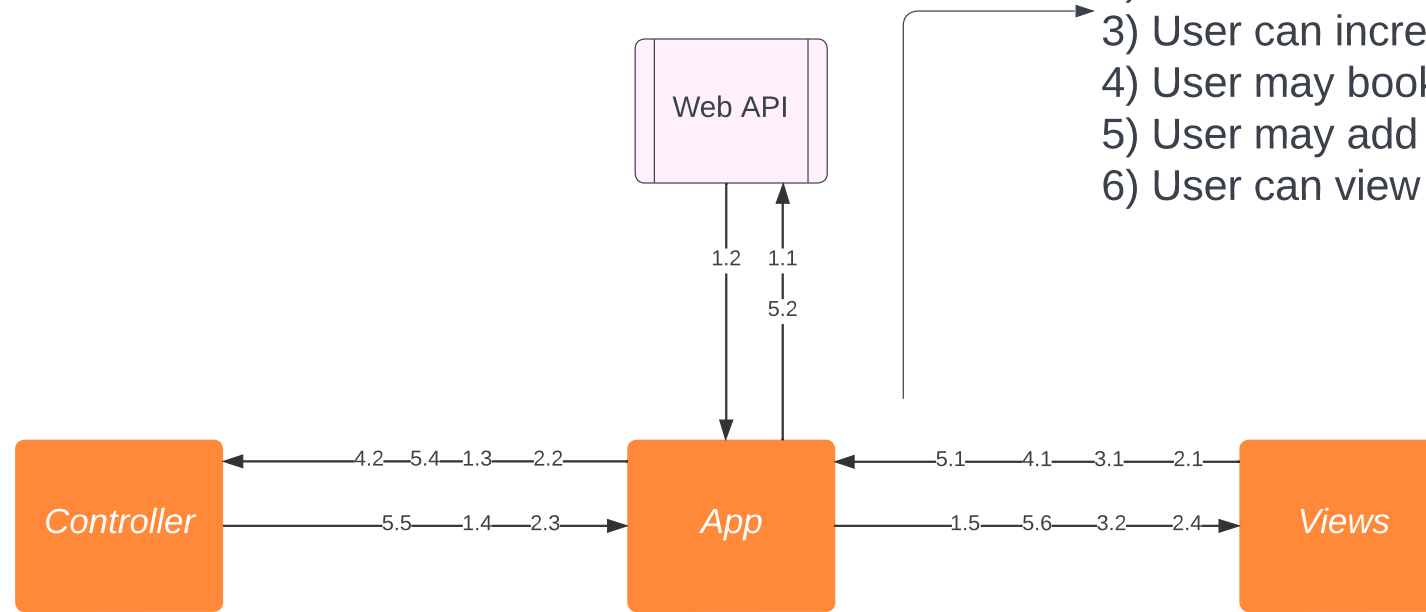 3) User can incre
Web API
4) User may book
5) User may add
6) User can view
1.2
1.1
5.2
4.2 5.4 1.3 2.2
5.1 4.1 3.1 2.1
Controller
5.5 1.4 2.3
App
1.5 5.6 3.2 2.4
Views